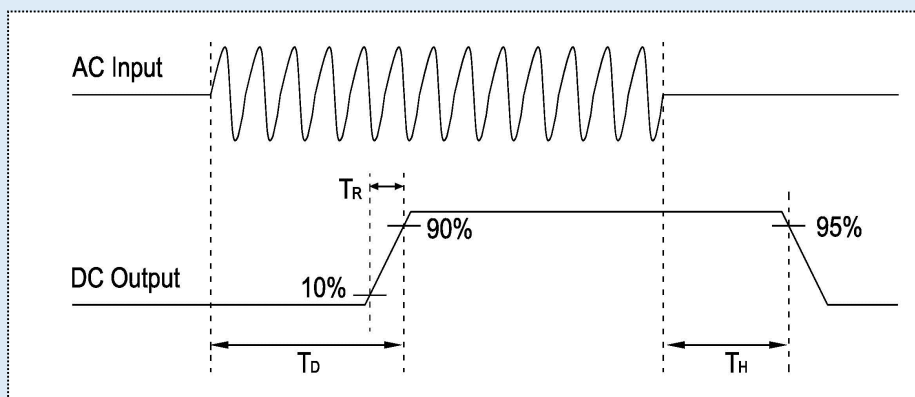 AC Input
TR
90%
95%
DC Output
10%
TD
TH